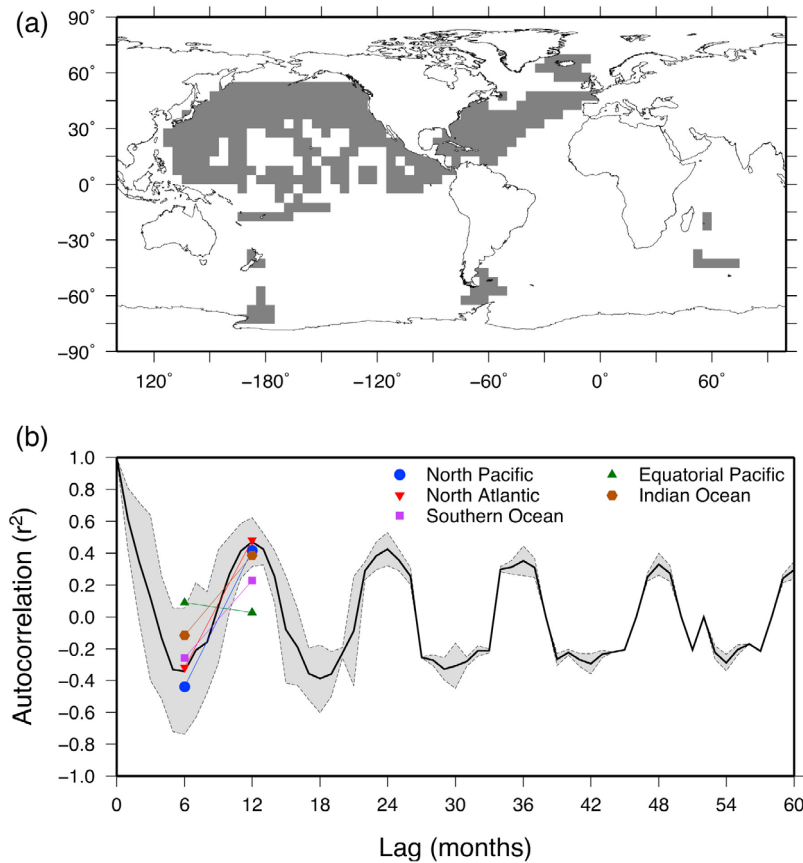 (a)
90˚
60˚
30˚
0˚
−30˚
−60˚
−90˚
120˚ −180˚ −120˚ −60˚ 0˚ 60˚
(b)
1.0
0.8
0.6
0.4
0.2
0.0
−0.2
−0.4
−0.6
−0.8
−1.0
Autocorrelation (r²)
North Pacific
North Atlantic
Southern Ocean
Equatorial Pacific
Indian Ocean
0 6 12 18 24 30 36 42 48 54 60
Lag (months)